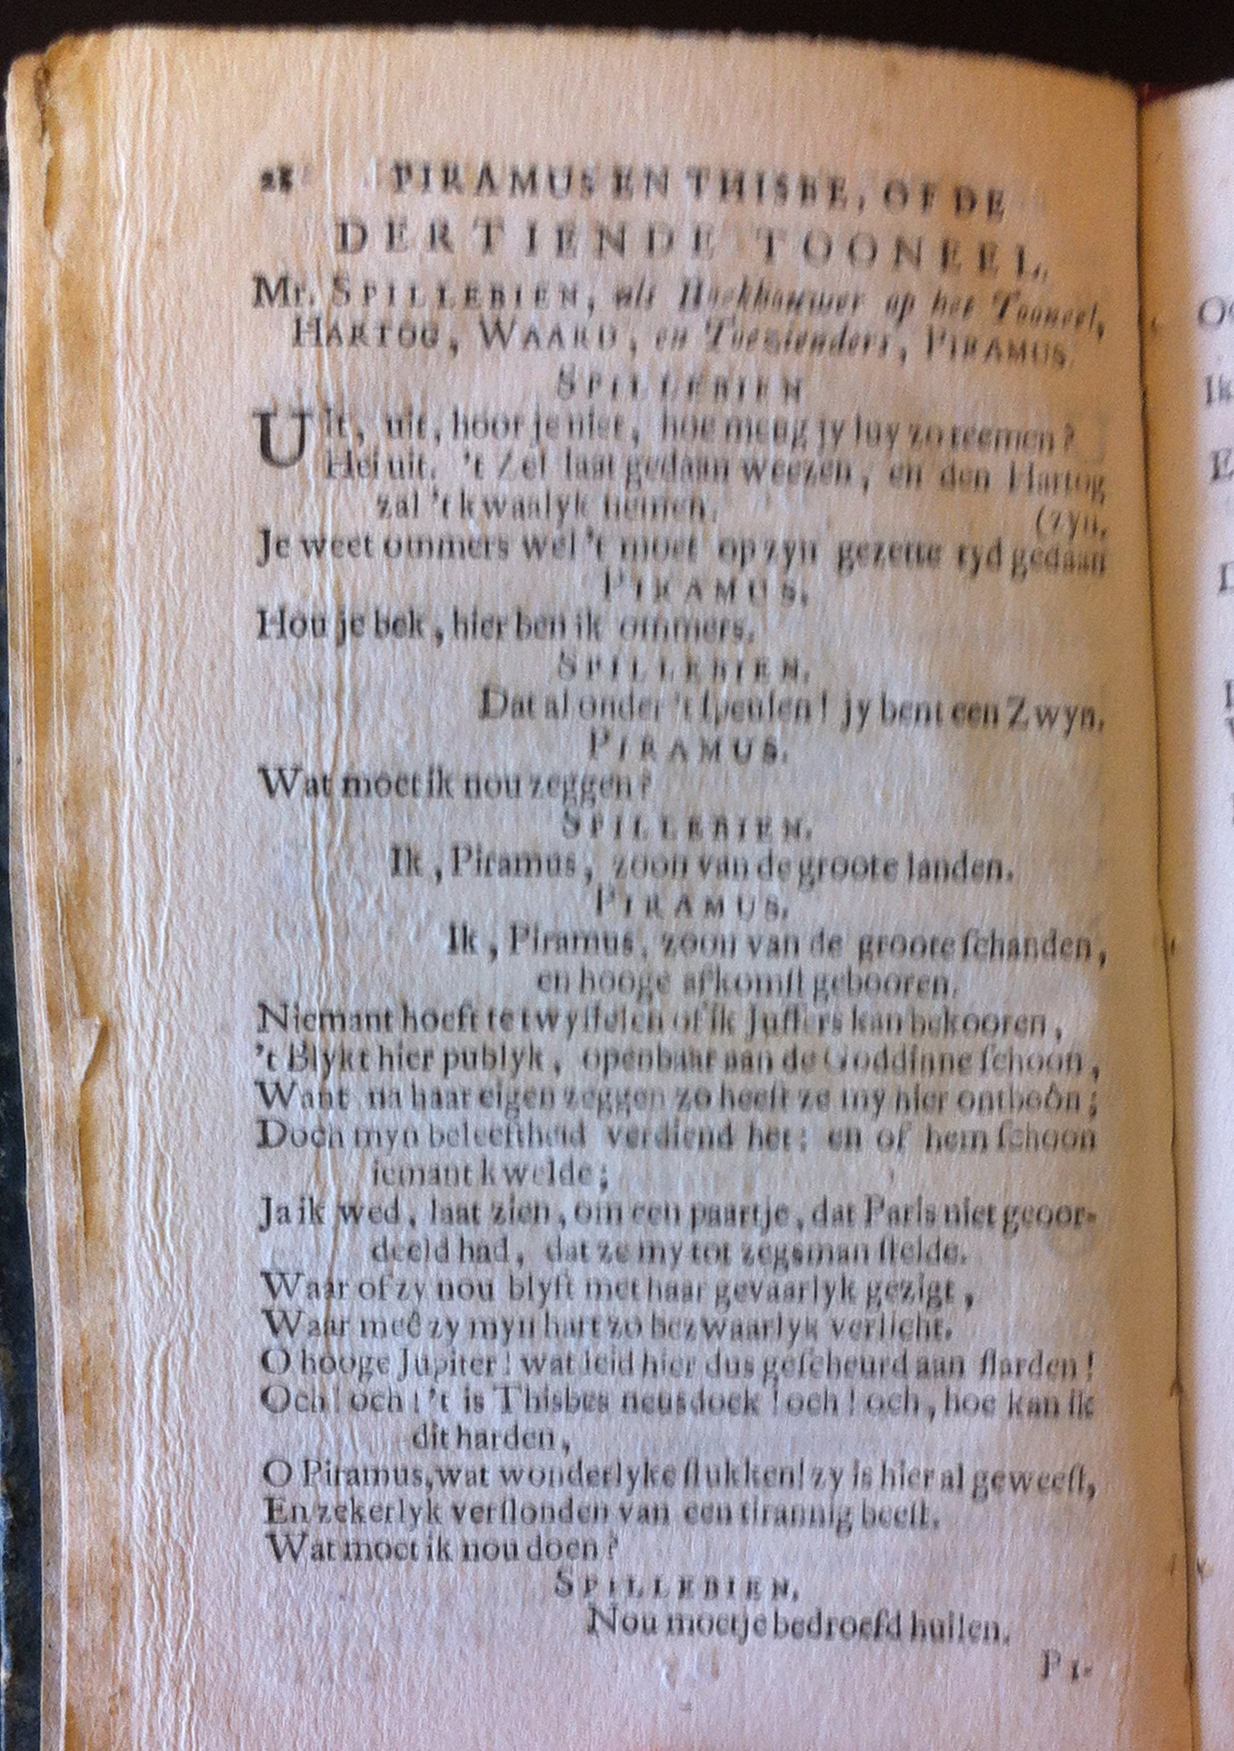 28 PIRAMUS EN THISBE, OF DE
DERTIENDE TOONEEL.
Mr. SPILLEBIEN, als Boekhouwer op het Tooneel,
HARTOG, WAARD, en Toezienders, PIRAMUS.
SPILLEBIEN
Uit, uit, hoor je niet, hoe meug jy luy zo teemen?
Hei uit. 't Zel laat gedaan weezen, en den Hartog
zal 't kwaalyk neemen.
(zyn.
Je weet ommers wel 't moet op zyn gezette tyd gedaan
PIRAMUS.
Hou je bek, hier ben ik ommers.
SPILLEBIEN.
Dat al onder 't speulen! jy bent een Zwyn.
PIRAMUS.
Wat moet ik nou zeggen?
SPILLEBIEN.
Ik, Piramus, zoon van de groote landen.
PIRAMUS.
Ik, Piramus, zoon van de groote schanden,
en hooge afkomst gebooren.
Niemant hoeft te twyffelen of ik Juffers kan bekooren,
't Blykt hier publyk, openbaar aan de Goddinne schoon,
Want na haar eigen zeggen zo heeft ze my hier ontboôn;
Doch myn beleeftheid verdiend het: en of hem schoon
iemant kwelde;
Ja ik wed, laat zien, om een paartje, dat Paris niet geoor-
deeld had, dat ze my tot zegsman stelde.
Waar of zy nou blyft met haar gevaarlyk gezigt,
Waar meê zy myn hart zo bezwaarlyk verlicht.
O hooge Jupiter! wat leid hier dus gescheurd aan flarden!
Och! och! 't is Thisbes neusdoek! och! och, hoe kan ik
dit harden,
O Piramus, wat wonderlyke stukken! zy is hier al geweest,
En zekerlyk verslonden van een tirannig beest.
Wat moet ik nou doen?
SPILLEBIEN.
Nou moet je bedroefd huilen.
PI-